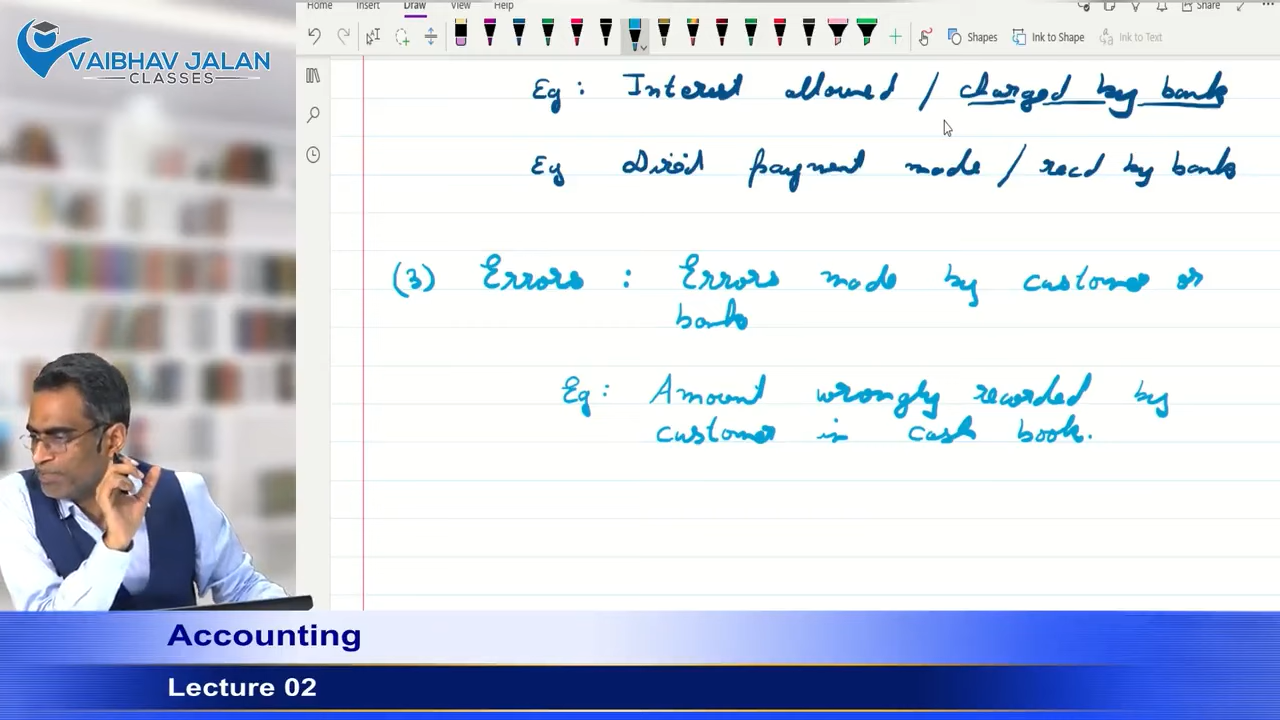 Home Insert Draw View Help Share
VAIBHAV JALAN
CLASSES
Shapes Ink to Shape Ink to Text
Eg : Interest allowed / charged by bank
Eg Direct payment made / recd by bank
(3) Errors : Errors made by customer or
bank
Eg : Amount wrongly recorded by
customer in cash book.
Accounting
Lecture 02